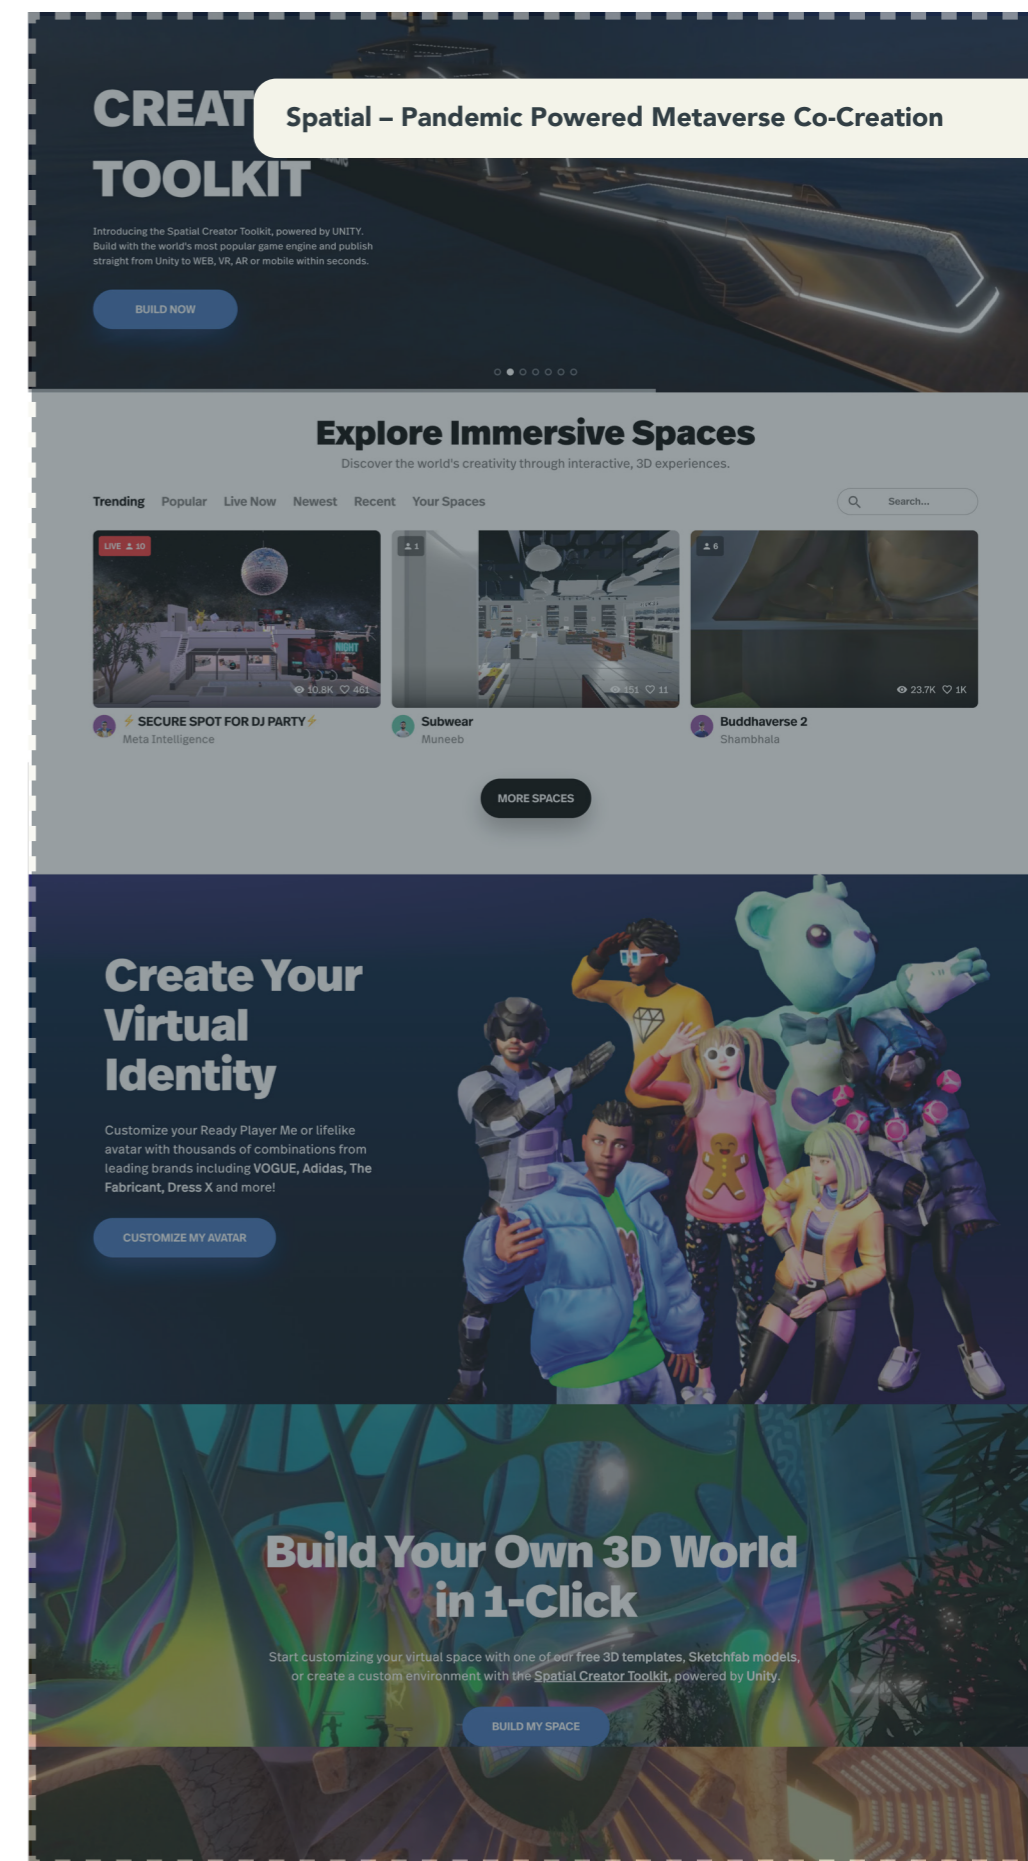 CREAT
Spatial – Pandemic Powered Metaverse Co-Creation
TOOLKIT
Introducing the Spatial Creator Toolkit, powered by UNITY.
Build with the world's most popular game engine and publish
straight from Unity to WEB, VR, AR or mobile within seconds.
BUILD NOW
Explore Immersive Spaces
Discover the world's creativity through interactive, 3D experiences.
Trending Popular Live Now Newest Recent Your Spaces Search...
LIVE 10
1
6
NIGHT
10.8K 461
151 11
23.7K 1K
⚡ SECURE SPOT FOR DJ PARTY⚡
Meta Intelligence
Subwear
Muneeb
Buddhaverse 2
Shambhala
MORE SPACES
Create Your
Virtual
Identity
Customize your Ready Player Me or lifelike
avatar with thousands of combinations from
leading brands including VOGUE, Adidas, The
Fabricant, Dress X and more!
CUSTOMIZE MY AVATAR
Build Your Own 3D World
in 1-Click
Start customizing your virtual space with one of our free 3D templates, Sketchfab models,
or create a custom environment with the Spatial Creator Toolkit, powered by Unity.
BUILD MY SPACE